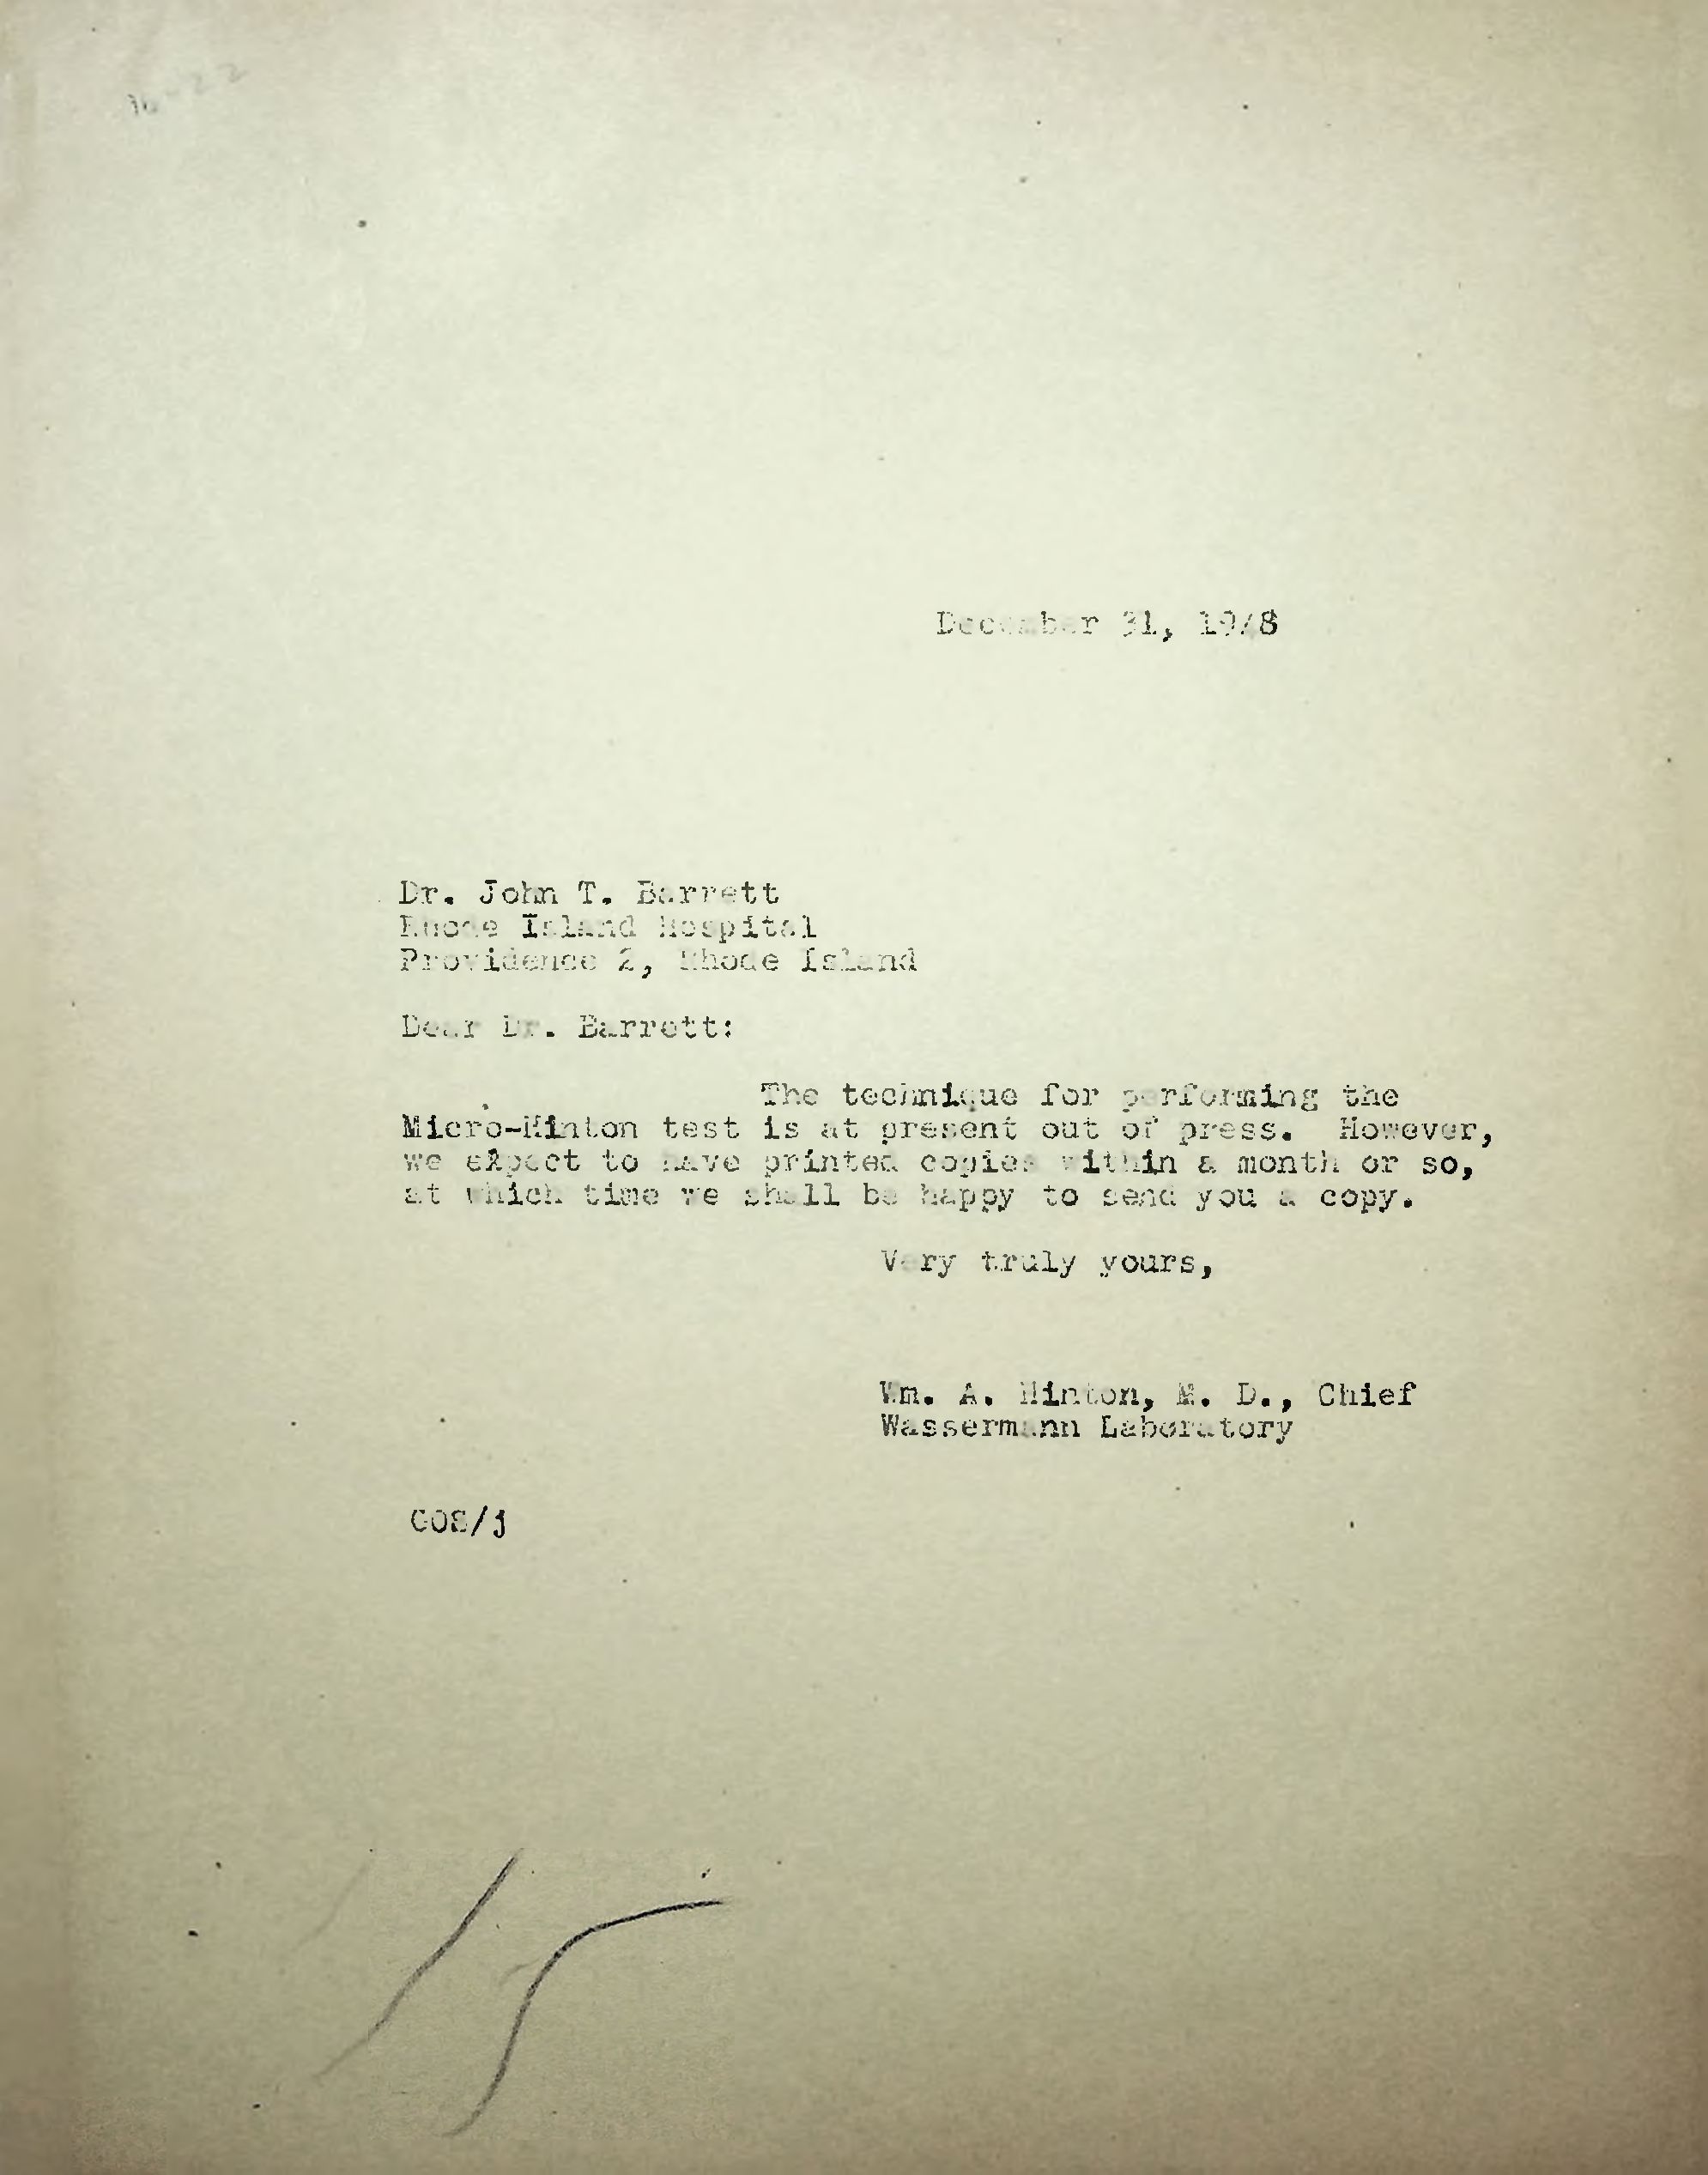 December 31, 1948
Dr. John T. Barrett
Rhode Island Hospital
Providence 2, Rhode Island
Dear Dr. Barrett:
The technique for performing the
Micro-Hinton test is at present out of press. However,
we expect to have printed copies within a month or so,
at which time we shall be happy to send you a copy.
Very truly yours,
Wm. A. Hinton, M. D., Chief
Wassermann Laboratory